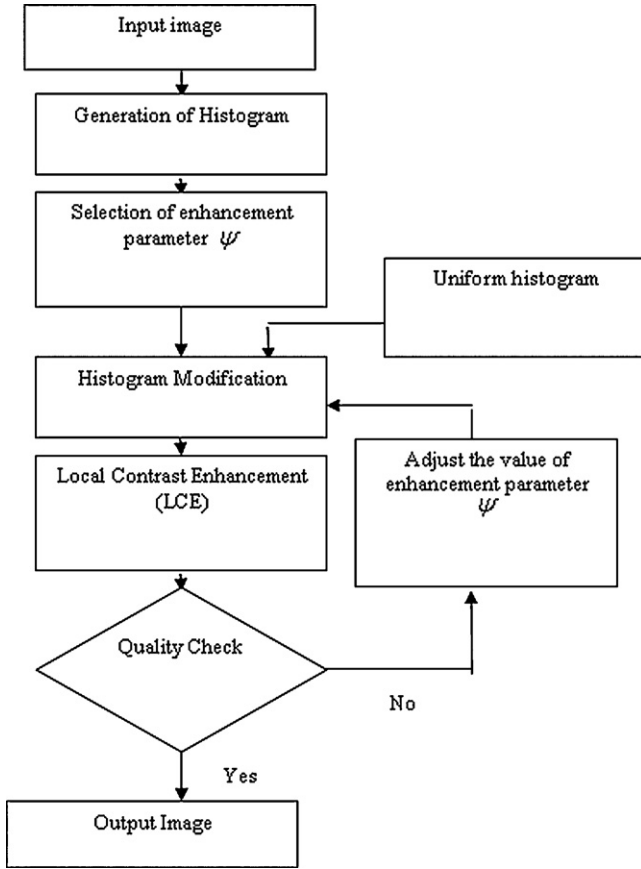 Input image
Generation of Histogram
Selection of enhancement
parameter ψ
Uniform histogram
Histogram Modification
Local Contrast Enhancement
(LCE)
Adjust the value of
enhancement parameter
ψ
Quality Check
No
Yes
Output Image